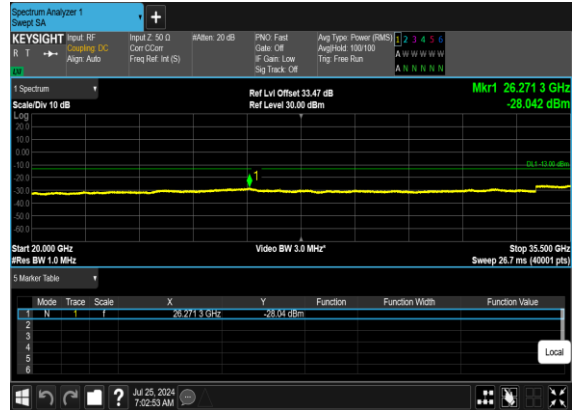 Spectrum Analyzer 1
Swept SA
+
KEYSIGHT
R T
Input: RF
Coupling: DC
Align: Auto
Input Z: 50 Ω
Corr CCorr
Freq Ref: Int (S)
#Atten: 20 dB
PNO: Fast
Gate: Off
IF Gain: Low
Sig Track: Off
Avg Type: Power (RMS)
Avg|Hold: 100/100
Trig: Free Run
1 2 3 4 5 6
A W W W W W
A N N N N N
1 Spectrum
Scale/Div 10 dB
Log
Ref Lvl Offset 33.47 dB
Ref Level 30.00 dBm
Mkr1 26.271 3 GHz
-28.042 dBm
20.0
10.0
0.00
-10.0
-20.0
-30.0
-40.0
-50.0
-60.0
DL1 -13.00 dBm
1
Start 20.000 GHz
#Res BW 1.0 MHz
Video BW 3.0 MHz*
Stop 35.500 GHz
Sweep 26.7 ms (40001 pts)
5 Marker Table
Mode Trace Scale X Y Function Function Width Function Value
1 N 1 f 26.271 3 GHz -28.04 dBm
2
3
4
5
6
Local
?
Jul 25, 2024
7:02:53 AM